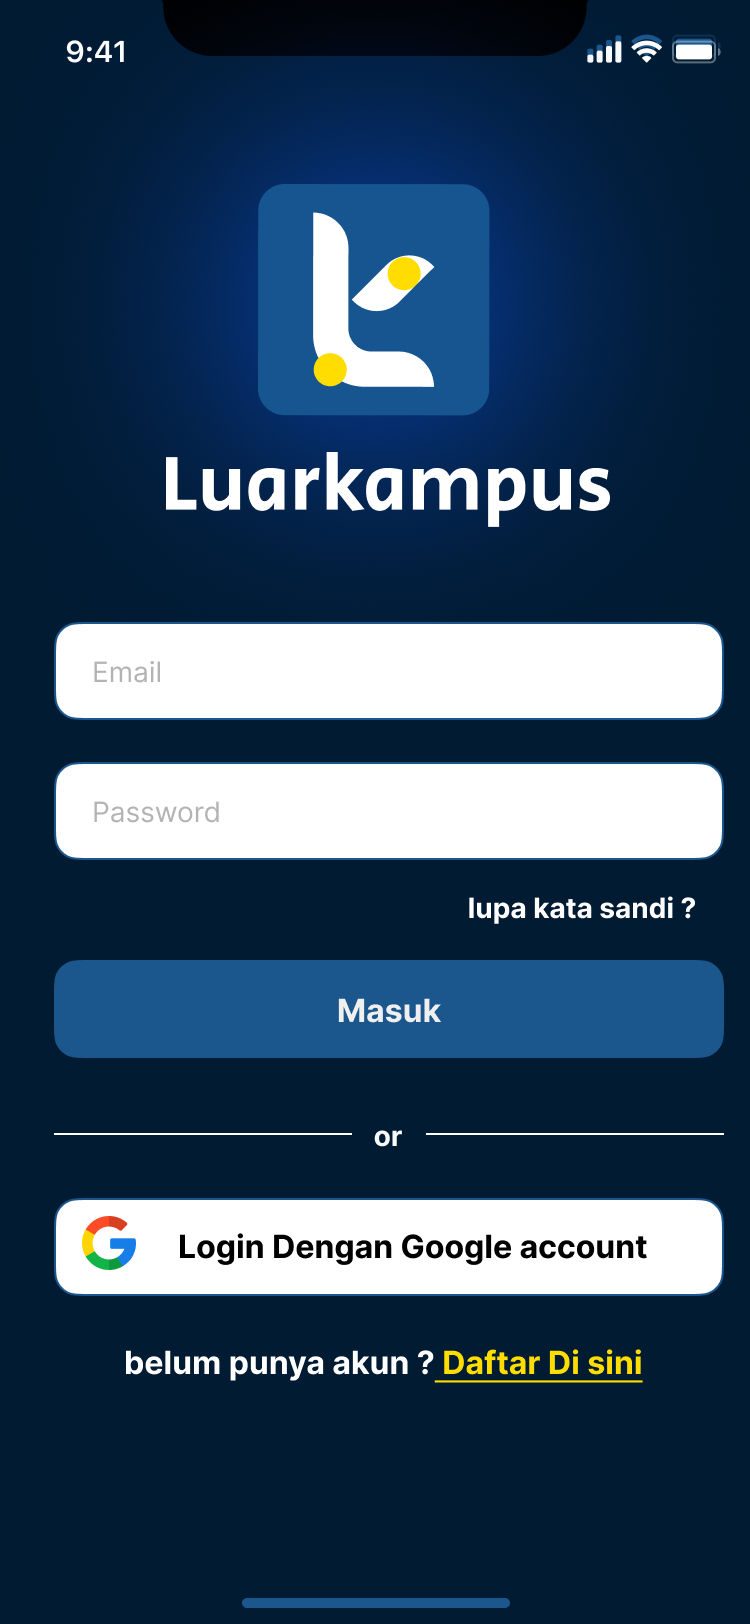 9:41
Luarkampus
Email
Password
lupa kata sandi ?
Masuk
or
Login Dengan Google account
belum punya akun ? Daftar Di sini